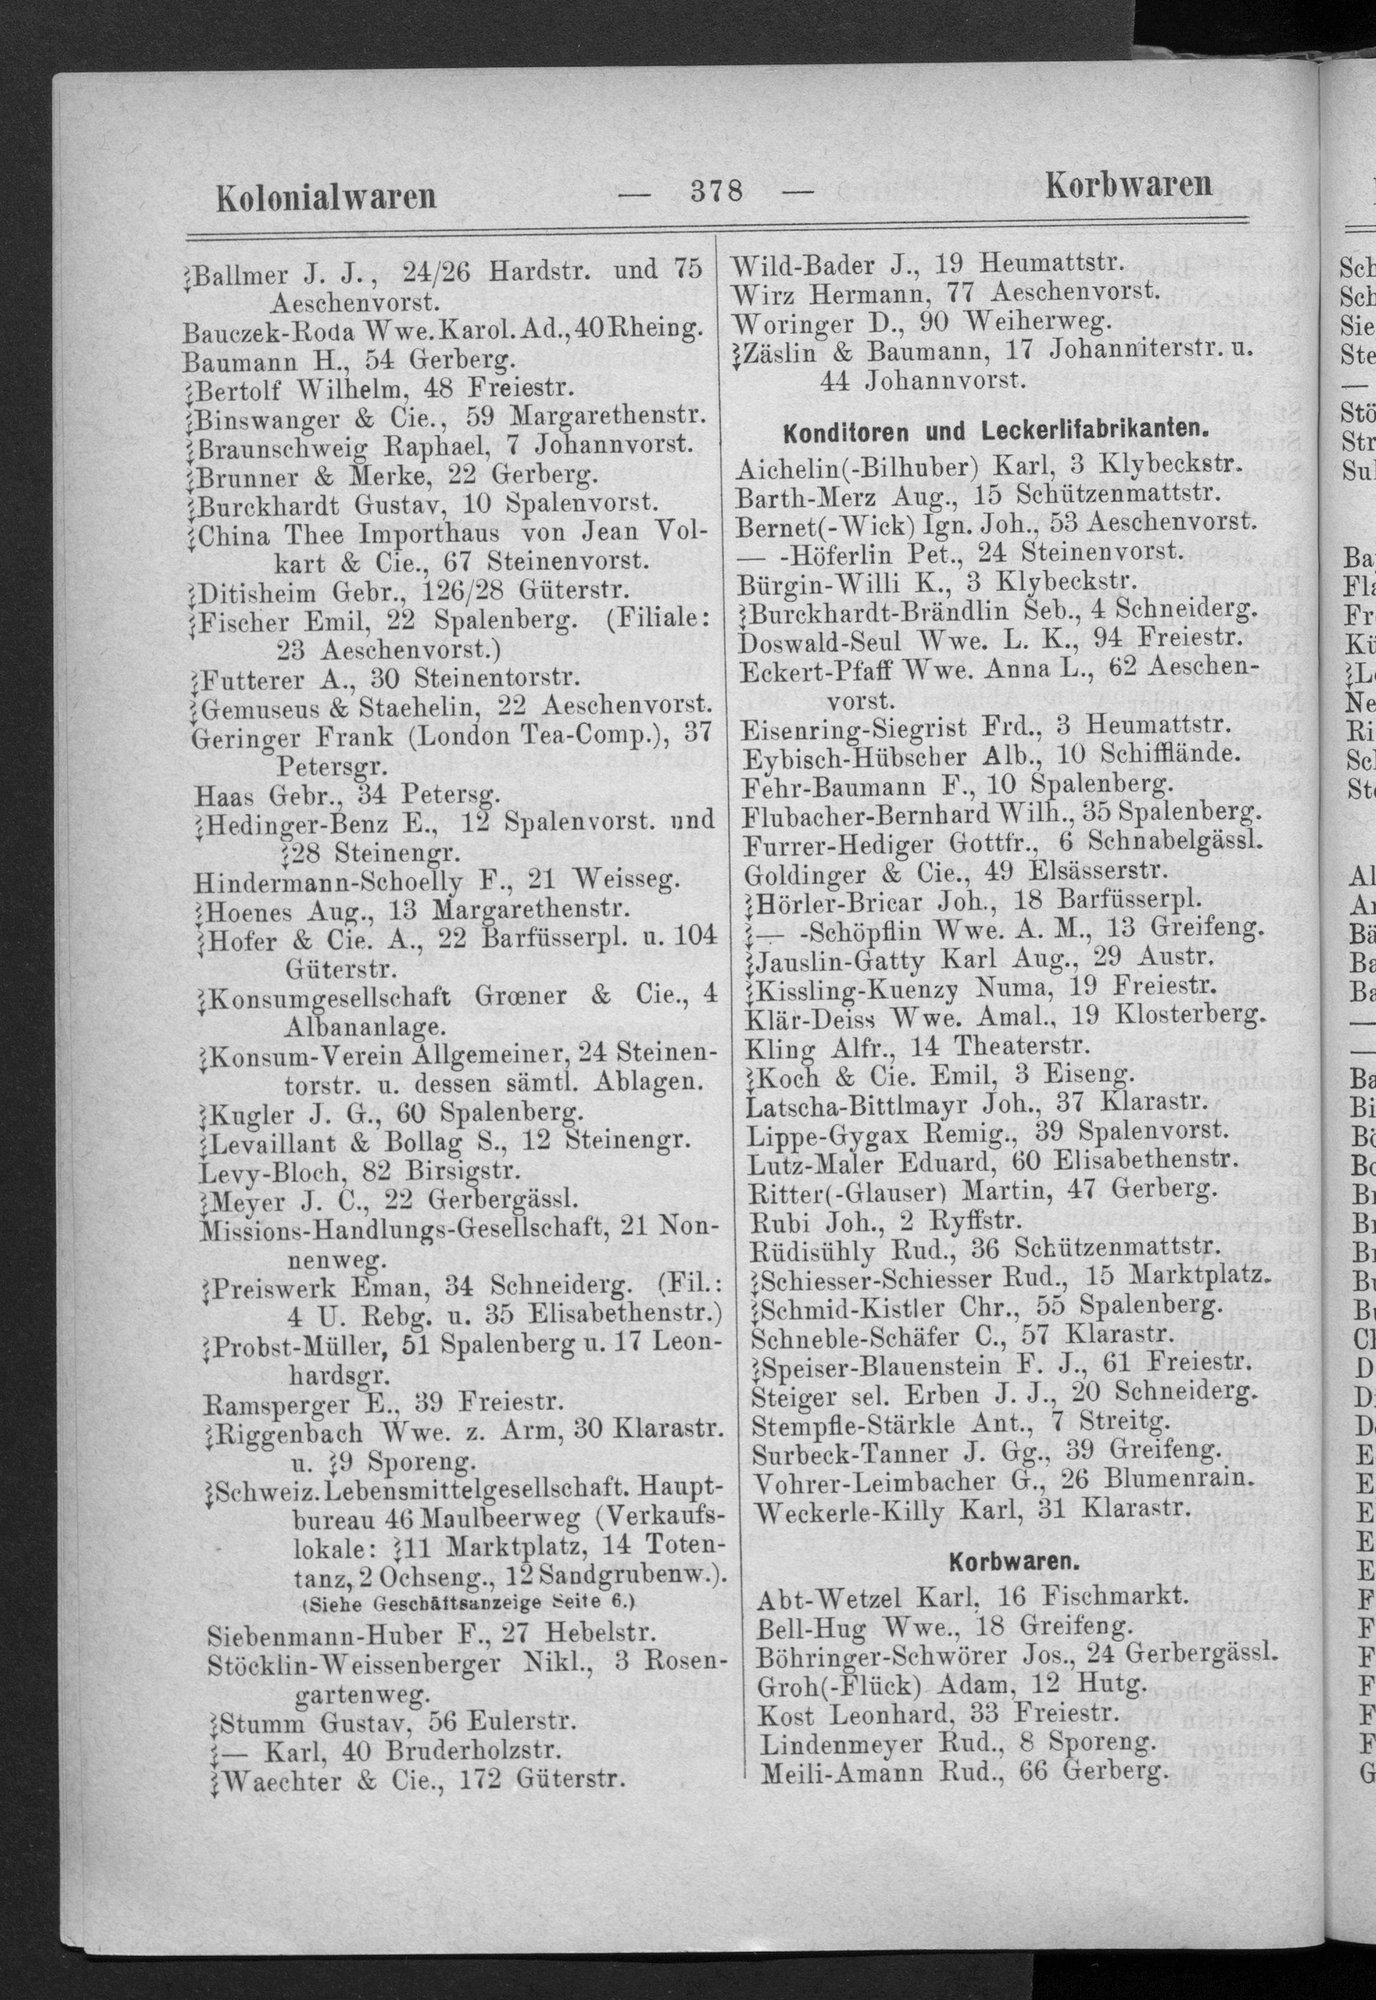 Kolonialwaren — 378 — Korbwaren
⚡Ballmer J. J., 24/26 Hardstr. und 75
Aeschenvorst.
Bauczek-Roda Wwe. Karol. Ad., 40 Rheing.
Baumann H., 54 Gerberg.
⚡Bertolf Wilhelm, 48 Freiestr.
⚡Binswanger & Cie., 59 Margarethenstr.
⚡Braunschweig Raphael, 7 Johannvorst.
⚡Brunner & Merke, 22 Gerberg.
⚡Burckhardt Gustav, 10 Spalenvorst.
⚡China Thee Importhaus von Jean Vol-
kart & Cie., 67 Steinenvorst.
⚡Ditisheim Gebr., 126/28 Güterstr.
⚡Fischer Emil, 22 Spalenberg. (Filiale:
23 Aeschenvorst.)
⚡Futterer A., 30 Steinentorstr.
⚡Gemuseus & Staehelin, 22 Aeschenvorst.
Geringer Frank (London Tea-Comp.), 37
Petersgr.
Haas Gebr., 34 Petersg.
⚡Hedinger-Benz E., 12 Spalenvorst. und
⚡28 Steinengr.
Hindermann-Schoelly F., 21 Weisseg.
⚡Hoenes Aug., 13 Margarethenstr.
⚡Hofer & Cie. A., 22 Barfüsserpl. u. 104
Güterstr.
⚡Konsumgesellschaft Grœner & Cie., 4
Albananlage.
⚡Konsum-Verein Allgemeiner, 24 Steinen-
torstr. u. dessen sämtl. Ablagen.
⚡Kugler J. G., 60 Spalenberg.
⚡Levaillant & Bollag S., 12 Steinengr.
Levy-Bloch, 82 Birsigstr.
⚡Meyer J. C., 22 Gerbergässl.
Missions-Handlungs-Gesellschaft, 21 Non-
nenweg.
⚡Preiswerk Eman, 34 Schneiderg. (Fil.:
4 U. Rebg. u. 35 Elisabethenstr.)
⚡Probst-Müller, 51 Spalenberg u. 17 Leon-
hardsgr.
Ramsperger E., 39 Freiestr.
⚡Riggenbach Wwe. z. Arm, 30 Klarastr.
u. ⚡9 Sporeng.
⚡Schweiz. Lebensmittelgesellschaft. Haupt-
bureau 46 Maulbeerweg (Verkaufs-
lokale: ⚡11 Marktplatz, 14 Toten-
tanz, 2 Ochseng., 12 Sandgrubenw.).
(Siehe Geschäftsanzeige Seite 6.)
Siebenmann-Huber F., 27 Hebelstr.
Stöcklin-Weissenberger Nikl., 3 Rosen-
gartenweg.
⚡Stumm Gustav, 56 Eulerstr.
⚡— Karl, 40 Bruderholzstr.
⚡Waechter & Cie., 172 Güterstr.
Wild-Bader J., 19 Heumattstr.
Wirz Hermann, 77 Aeschenvorst.
Woringer D., 90 Weiherweg.
⚡Zäslin & Baumann, 17 Johanniterstr. u.
44 Johannvorst.
Konditoren und Leckerlifabrikanten.
Aichelin(-Bilhuber) Karl, 3 Klybeckstr.
Barth-Merz Aug., 15 Schützenmattstr.
Bernet(-Wick) Ign. Joh., 53 Aeschenvorst.
— -Höferlin Pet., 24 Steinenvorst.
Bürgin-Willi K., 3 Klybeckstr.
⚡Burckhardt-Brändlin Seb., 4 Schneiderg.
Doswald-Seul Wwe. L. K., 94 Freiestr.
Eckert-Pfaff Wwe. Anna L., 62 Aeschen-
vorst.
Eisenring-Siegrist Frd., 3 Heumattstr.
Eybisch-Hübscher Alb., 10 Schifflände.
Fehr-Baumann F., 10 Spalenberg.
Flubacher-Bernhard Wilh., 35 Spalenberg.
Furrer-Hediger Gottfr., 6 Schnabelgässl.
Goldinger & Cie., 49 Elsässerstr.
⚡Hörler-Bricar Joh., 18 Barfüsserpl.
⚡— -Schöpflin Wwe. A. M., 13 Greifeng.
⚡Jauslin-Gatty Karl Aug., 29 Austr.
⚡Kissling-Kuenzy Numa, 19 Freiestr.
Klär-Deiss Wwe. Amal., 19 Klosterberg.
Kling Alfr., 14 Theaterstr.
⚡Koch & Cie. Emil, 3 Eiseng.
Latscha-Bittlmayr Joh., 37 Klarastr.
Lippe-Gygax Remig., 39 Spalenvorst.
Lutz-Maler Eduard, 60 Elisabethenstr.
Ritter(-Glauser) Martin, 47 Gerberg.
Rubi Joh., 2 Ryffstr.
Rüdisühly Rud., 36 Schützenmattstr.
⚡Schiesser-Schiesser Rud., 15 Marktplatz.
⚡Schmid-Kistler Chr., 55 Spalenberg.
Schneble-Schäfer C., 57 Klarastr.
⚡Speiser-Blauenstein F. J., 61 Freiestr.
Steiger sel. Erben J. J., 20 Schneiderg.
Stempfle-Stärkle Ant., 7 Streitg.
Surbeck-Tanner J. Gg., 39 Greifeng.
Vohrer-Leimbacher G., 26 Blumenrain.
Weckerle-Killy Karl, 31 Klarastr.
Korbwaren.
Abt-Wetzel Karl, 16 Fischmarkt.
Bell-Hug Wwe., 18 Greifeng.
Böhringer-Schwörer Jos., 24 Gerbergässl.
Groh(-Flück) Adam, 12 Hutg.
Kost Leonhard, 33 Freiestr.
Lindenmeyer Rud., 8 Sporeng.
Meili-Amann Rud., 66 Gerberg.